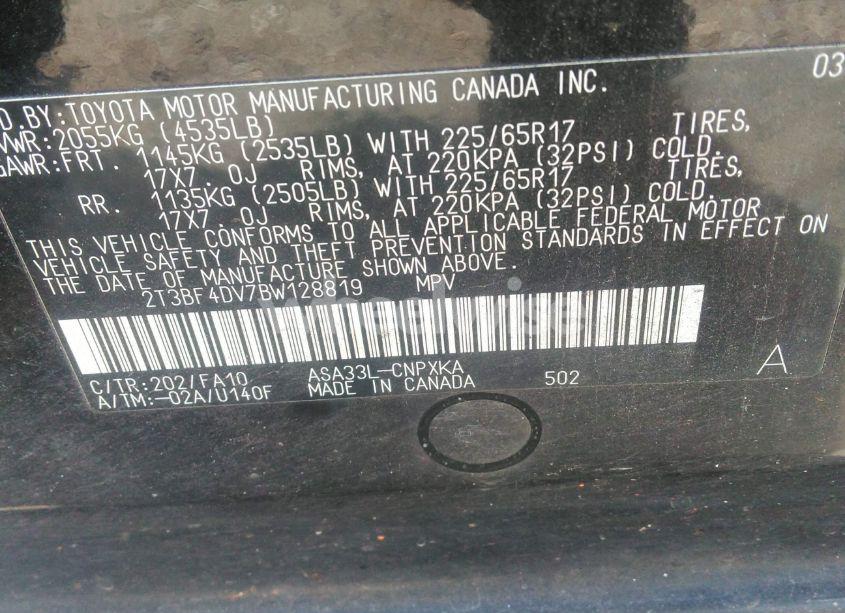 D.BY:TOYOTA MOTOR MANUFACTURING CANADA INC. 03
VWR:2055KG (4535LB)
GAWR:FRT. 1145KG (2535LB) WITH 225/65R17 TIRES,
17X7 0J RIMS, AT 220KPA (32PSI) COLD.
RR. 1135KG (2505LB) WITH 225/65R17 TIRES,
17X7 0J RIMS, AT 220KPA (32PSI) COLD.
THIS VEHICLE CONFORMS TO ALL APPLICABLE FEDERAL MOTOR
VEHICLE SAFETY AND THEFT PREVENTION STANDARDS IN EFFECT ON
THE DATE OF MANUFACTURE SHOWN ABOVE.
2T3BF4DV7BW128819 MPV
wheelwise
C/TR:202/FA10 ASA33L-CNPXKA
A/TM:-02A/U140F MADE IN CANADA 502 A